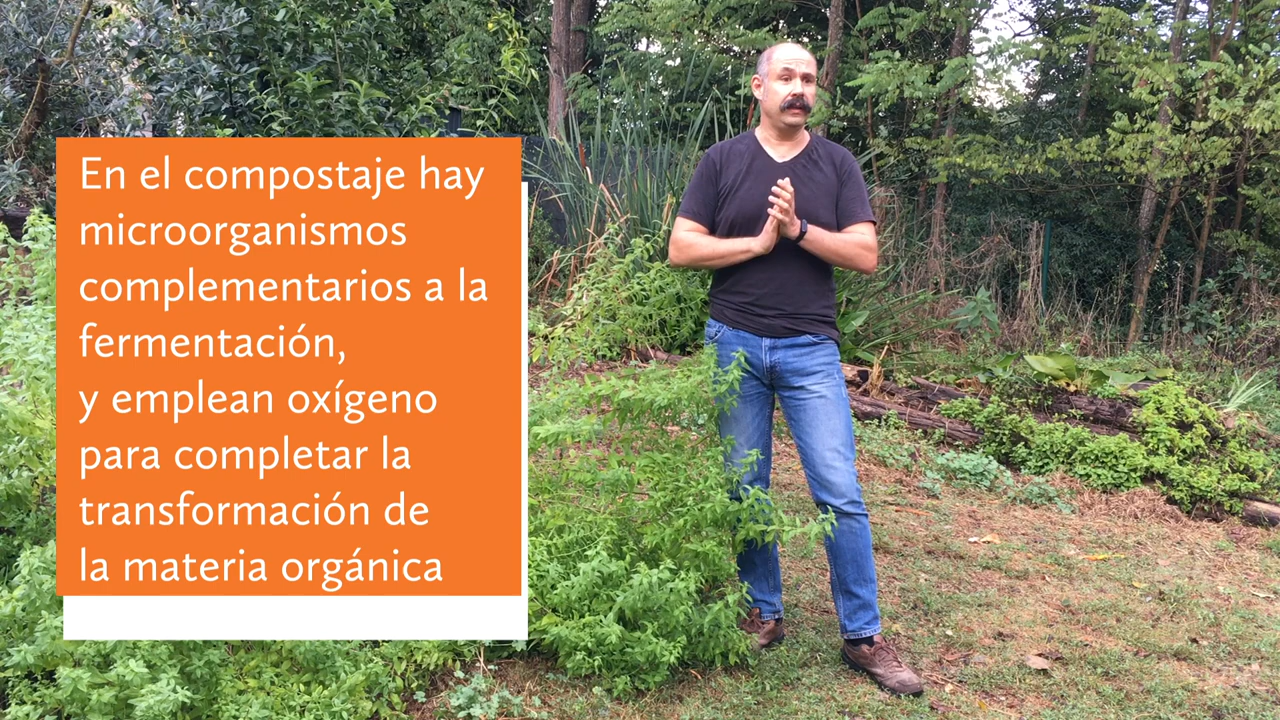 En el compostaje hay
microorganismos
complementarios a la
fermentación,
y emplean oxígeno
para completar la
transformación de
la materia orgánica